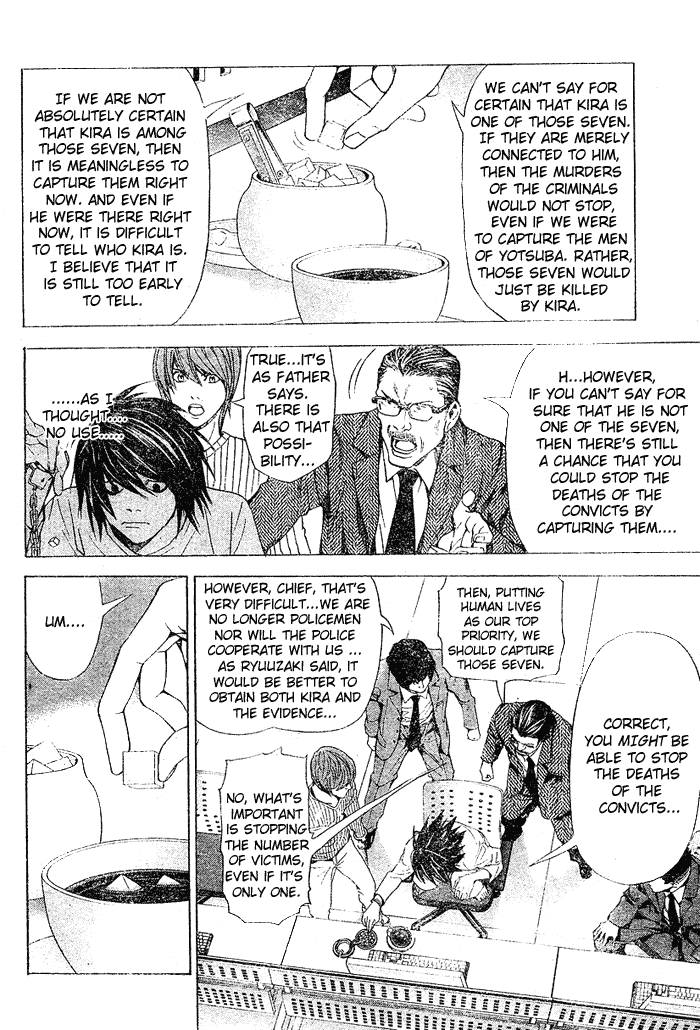 WE CAN'T SAY FOR
CERTAIN THAT KIRA IS
ONE OF THOSE SEVEN.
IF THEY ARE MERELY
CONNECTED TO HIM,
THEN THE MURDERS
OF THE CRIMINALS
WOULD NOT STOP,
EVEN IF WE WERE
TO CAPTURE THE MEN
OF YOTSUBA. RATHER,
THOSE SEVEN WOULD
JUST BE KILLED
BY KIRA.
IF WE ARE NOT
ABSOLUTELY CERTAIN
THAT KIRA IS AMONG
THOSE SEVEN, THEN
IT IS MEANINGLESS TO
CAPTURE THEM RIGHT
NOW. AND EVEN IF
HE WERE THERE RIGHT
NOW, IT IS DIFFICULT
TO TELL WHO KIRA IS.
I BELIEVE THAT IT
IS STILL TOO EARLY
TO TELL.
H...HOWEVER,
IF YOU CAN'T SAY FOR
SURE THAT HE IS NOT
ONE OF THE SEVEN,
THEN THERE'S STILL
A CHANCE THAT YOU
COULD STOP THE
DEATHS OF THE
CONVICTS BY
CAPTURING THEM....
TRUE...IT'S
AS FATHER
SAYS.
THERE IS
ALSO THAT
POSSI-
BILITY...
......AS I
THOUGHT....
NO USE.....
CORRECT,
YOU MIGHT BE
ABLE TO STOP
THE DEATHS
OF THE
CONVICTS...
THEN, PUTTING
HUMAN LIVES
AS OUR TOP
PRIORITY, WE
SHOULD CAPTURE
THOSE SEVEN.
HOWEVER, CHIEF, THAT'S
VERY DIFFICULT...WE ARE
NO LONGER POLICEMEN
NOR WILL THE POLICE
COOPERATE WITH US ...
AS RYUUZAKI SAID, IT
WOULD BE BETTER TO
OBTAIN BOTH KIRA AND
THE EVIDENCE...
NO, WHAT'S
IMPORTANT
IS STOPPING
THE NUMBER
OF VICTIMS,
EVEN IF IT'S
ONLY ONE.
UM....